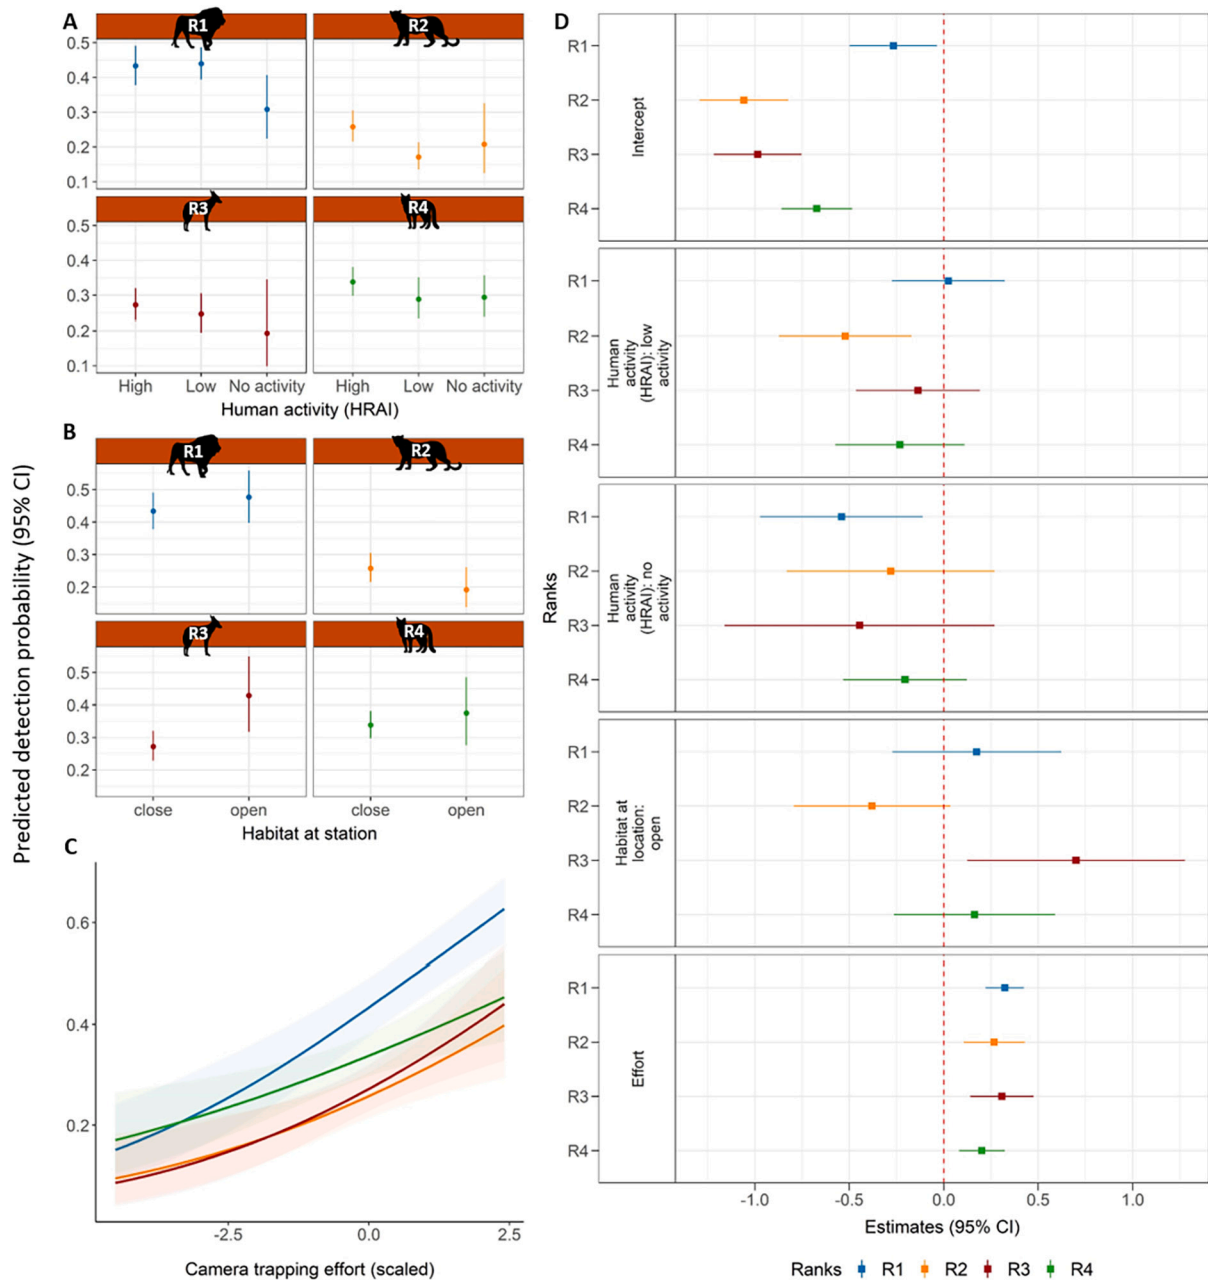 A
R1
R2
0.5
0.4
0.3
0.2
0.1
R3
R4
0.5
0.4
0.3
0.2
0.1
High Low No activity High Low No activity
Human activity (HRAI)
B
R1
R2
0.5
0.4
0.3
0.2
R3
R4
0.5
0.4
0.3
0.2
close open close open
Habitat at station
C
0.6
0.4
0.2
-2.5 0.0 2.5
Camera trapping effort (scaled)
Predicted detection probability (95% CI)
D
Ranks
Intercept
R1
R2
R3
R4
Human
activity
(HRAI): low
activity
R1
R2
R3
R4
Human
activity
(HRAI): no
activity
R1
R2
R3
R4
Habitat at
location:
open
R1
R2
R3
R4
Effort
R1
R2
R3
R4
-1.0 -0.5 0.0 0.5 1.0
Estimates (95% CI)
Ranks R1 R2 R3 R4